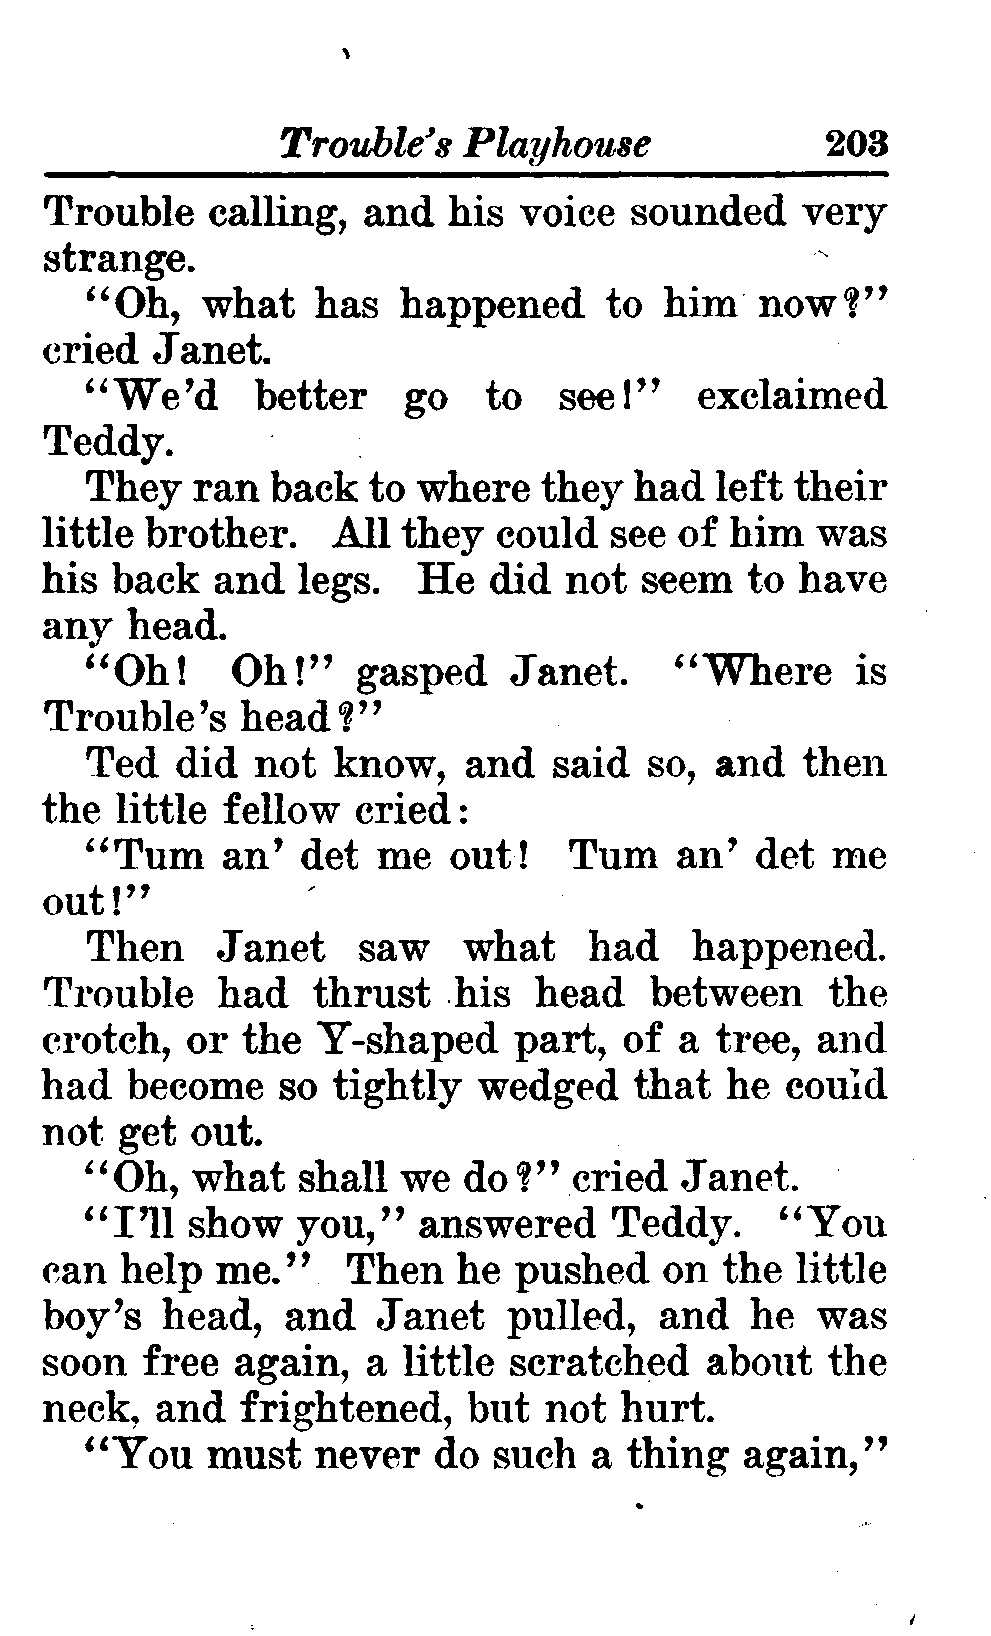 Trouble's Playhouse 203
Trouble calling, and his voice sounded very
strange.
"Oh, what has happened to him now?"
cried Janet.
"We'd better go to see!" exclaimed
Teddy.
They ran back to where they had left their
little brother. All they could see of him was
his back and legs. He did not seem to have
any head.
"Oh! Oh!" gasped Janet. "Where is
Trouble's head?"
Ted did not know, and said so, and then
the little fellow cried:
"Tum an' det me out! Tum an' det me
out!"
Then Janet saw what had happened.
Trouble had thrust his head between the
crotch, or the Y-shaped part, of a tree, and
had become so tightly wedged that he could
not get out.
"Oh, what shall we do?" cried Janet.
"I'll show you," answered Teddy. "You
can help me." Then he pushed on the little
boy's head, and Janet pulled, and he was
soon free again, a little scratched about the
neck, and frightened, but not hurt.
"You must never do such a thing again,"